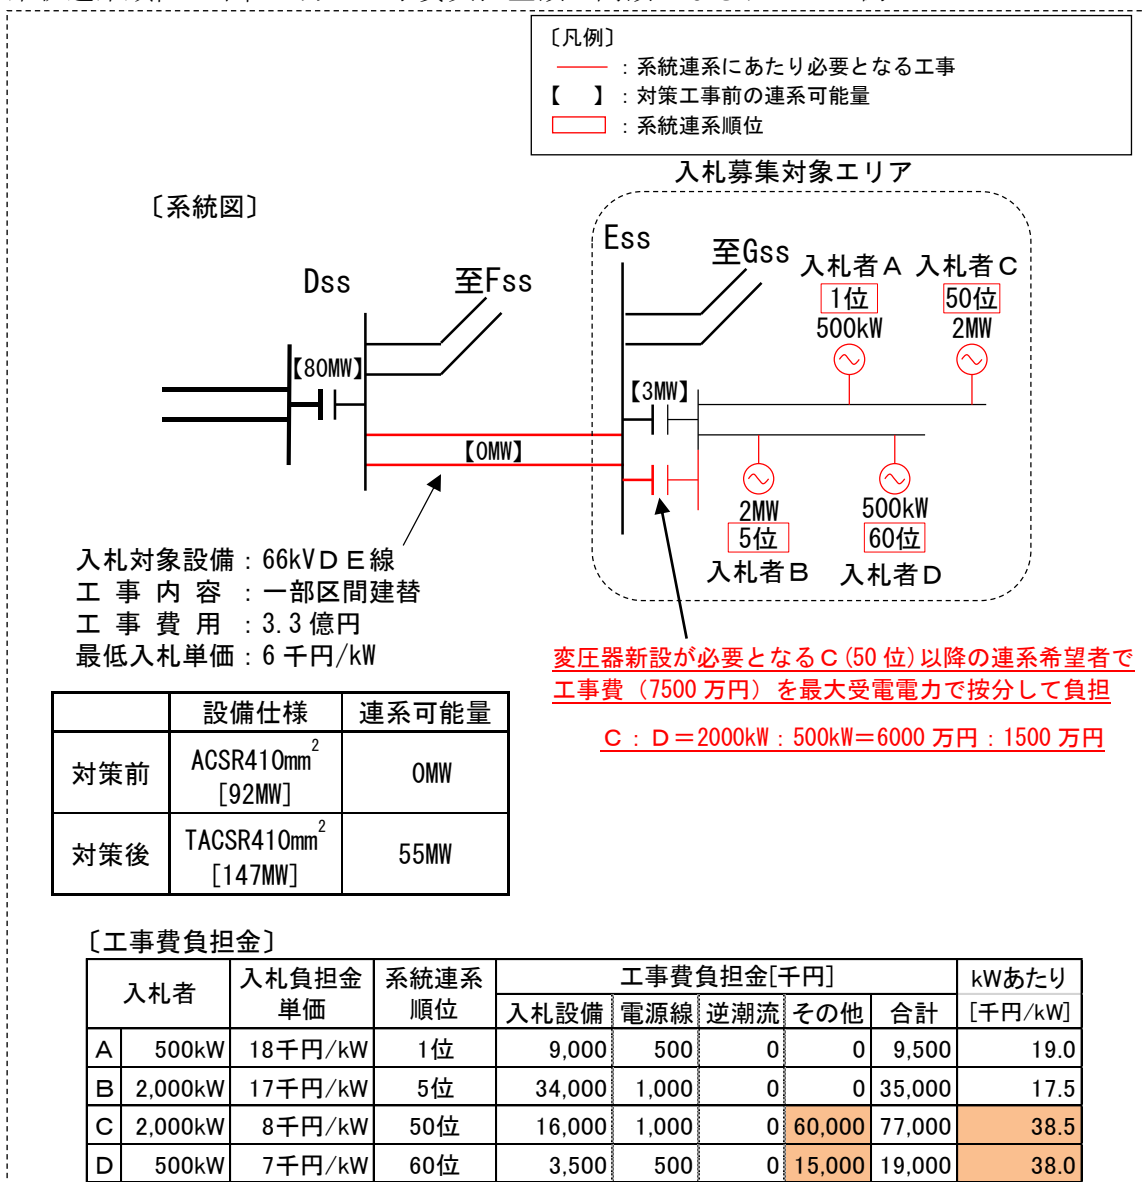 〔凡例〕
：系統連系にあたり必要となる工事
【　】：対策工事前の連系可能量
：系統連系順位
入札募集対象エリア
〔系統図〕
Ess
至Gss
入札者A　入札者C
Dss
至Fss
1位　50位
500kW　2MW
【80MW】
【3MW】
【0MW】
2MW　500kW
5位　60位
入札者B　入札者D
入札対象設備：66kVDE線
工事内容：一部区間建替
工事費用：3.3億円
最低入札単価：6千円/kW
変圧器新設が必要となるC(50位)以降の連系希望者で
工事費（7500万円）を最大受電電力で按分して負担
C：D＝2000kW：500kW＝6000万円：1500万円
設備仕様　連系可能量
対策前　ACSR410mm2 [92MW]　0MW
対策後　TACSR410mm2 [147MW]　55MW
〔工事費負担金〕
入札者　入札負担金単価　系統連系順位　工事費負担金[千円]　kWあたり[千円/kW]
入札設備　電源線　逆潮流　その他　合計
A　500kW　18千円/kW　1位　9,000　500　0　0　9,500　19.0
B　2,000kW　17千円/kW　5位　34,000　1,000　0　0　35,000　17.5
C　2,000kW　8千円/kW　50位　16,000　1,000　0　60,000　77,000　38.5
D　500kW　7千円/kW　60位　3,500　500　0　15,000　19,000　38.0